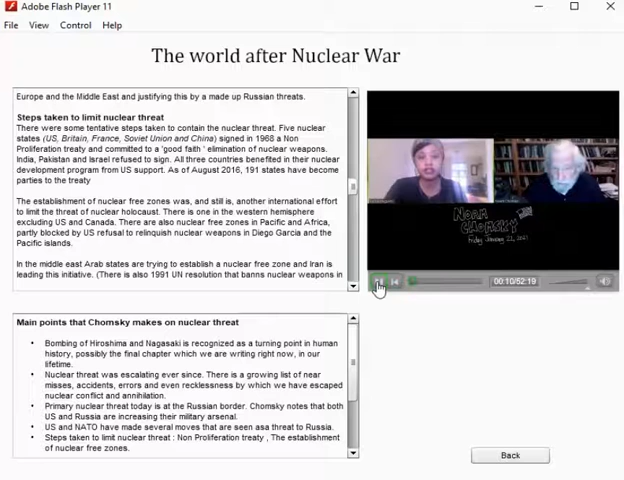 Adobe Flash Player 11
File View Control Help
The world after Nuclear War
Europe and the Middle East and justifying this by a made up Russian threats.
Steps taken to limit nuclear threat
There were some tentative steps taken to contain the nuclear threat. Five nuclear
states (US, Britain, France, Soviet Union and China) signed in 1968 a Non
Proliferation treaty and committed to a 'good faith' elimination of nuclear weapons.
India, Pakistan and Israel refused to sign. All three countries benefited in their nuclear
development program from US support. As of August 2016, 191 states have become
parties to the treaty
The establishment of nuclear free zones was, and still is, another international effort
to limit the threat of nuclear holocaust. There is one in the western hemisphere
excluding US and Canada. There are also nuclear free zones in Pacific and Africa,
partly blocked by US refusal to relinquish nuclear weapons in Diego Garcia and the
Pacific islands.
In the middle east Arab states are trying to establish a nuclear free zone and Iran is
leading this initiative. (There is also 1991 UN resolution that bans nuclear weapons in
NORM
CHOMSKY
Friday January 22, 2021
00:10/52:19
Main points that Chomsky makes on nuclear threat
• Bombing of Hiroshima and Nagasaki is recognized as a turning point in human
history, possibly the final chapter which we are writing right now, in our
lifetime.
• Nuclear threat was escalating ever since. There is a growing list of near
misses, accidents, errors and even recklessness by which we have escaped
nuclear conflict and annihilation.
• Primary nuclear threat today is at the Russian border. Chomsky notes that both
US and Russia are increasing their military arsenal.
• US and NATO have made several moves that are seen asa threat to Russia.
• Steps taken to limit nuclear threat : Non Proliferation treaty , The establishment
of nuclear free zones.
Back